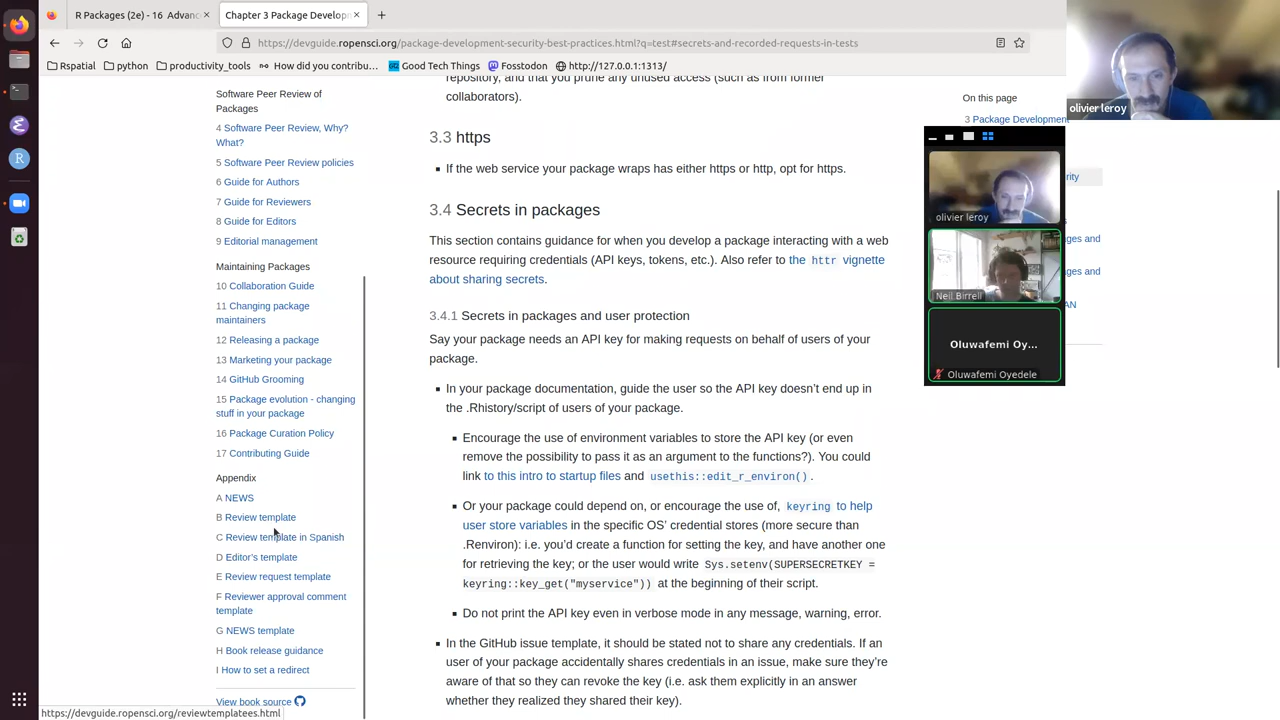 R Packages (2e) - 16 Advanc
Chapter 3 Package Developm
https://devguide.ropensci.org/package-development-security-best-practices.html?q=test#secrets-and-recorded-requests-in-tests
Rspatial
python
productivity_tools
How did you contribu...
Good Tech Things
Fosstodon
http://127.0.0.1:1313/
Software Peer Review of
Packages
4 Software Peer Review, Why?
What?
5 Software Peer Review policies
6 Guide for Authors
7 Guide for Reviewers
8 Guide for Editors
9 Editorial management
Maintaining Packages
10 Collaboration Guide
11 Changing package
maintainers
12 Releasing a package
13 Marketing your package
14 GitHub Grooming
15 Package evolution - changing
stuff in your package
16 Package Curation Policy
17 Contributing Guide
Appendix
A NEWS
B Review template
C Review template in Spanish
D Editor's template
E Review request template
F Reviewer approval comment
template
G NEWS template
H Book release guidance
I How to set a redirect
View book source
https://devguide.ropensci.org/reviewtemplatees.html
repository, and that you prune any unused access (such as from former
collaborators).
3.3 https
If the web service your package wraps has either https or http, opt for https.
3.4 Secrets in packages
This section contains guidance for when you develop a package interacting with a web
resource requiring credentials (API keys, tokens, etc.). Also refer to the httr vignette
about sharing secrets.
3.4.1 Secrets in packages and user protection
Say your package needs an API key for making requests on behalf of users of your
package.
In your package documentation, guide the user so the API key doesn't end up in
the .Rhistory/script of users of your package.
Encourage the use of environment variables to store the API key (or even
remove the possibility to pass it as an argument to the functions?). You could
link to this intro to startup files and usethis::edit_r_environ().
Or your package could depend on, or encourage the use of, keyring to help
user store variables in the specific OS' credential stores (more secure than
.Renviron): i.e. you'd create a function for setting the key, and have another one
for retrieving the key; or the user would write Sys.setenv(SUPERSECRETKEY =
keyring::key_get("myservice")) at the beginning of their script.
Do not print the API key even in verbose mode in any message, warning, error.
In the GitHub issue template, it should be stated not to share any credentials. If an
user of your package accidentally shares credentials in an issue, make sure they're
aware of that so they can revoke the key (i.e. ask them explicitly in an answer
whether they realized they shared their key).
On this page
3 Package Development
rity
ges and
ges and
AN
olivier leroy
olivier leroy
Neil Birrell
Oluwafemi Oy...
Oluwafemi Oyedele